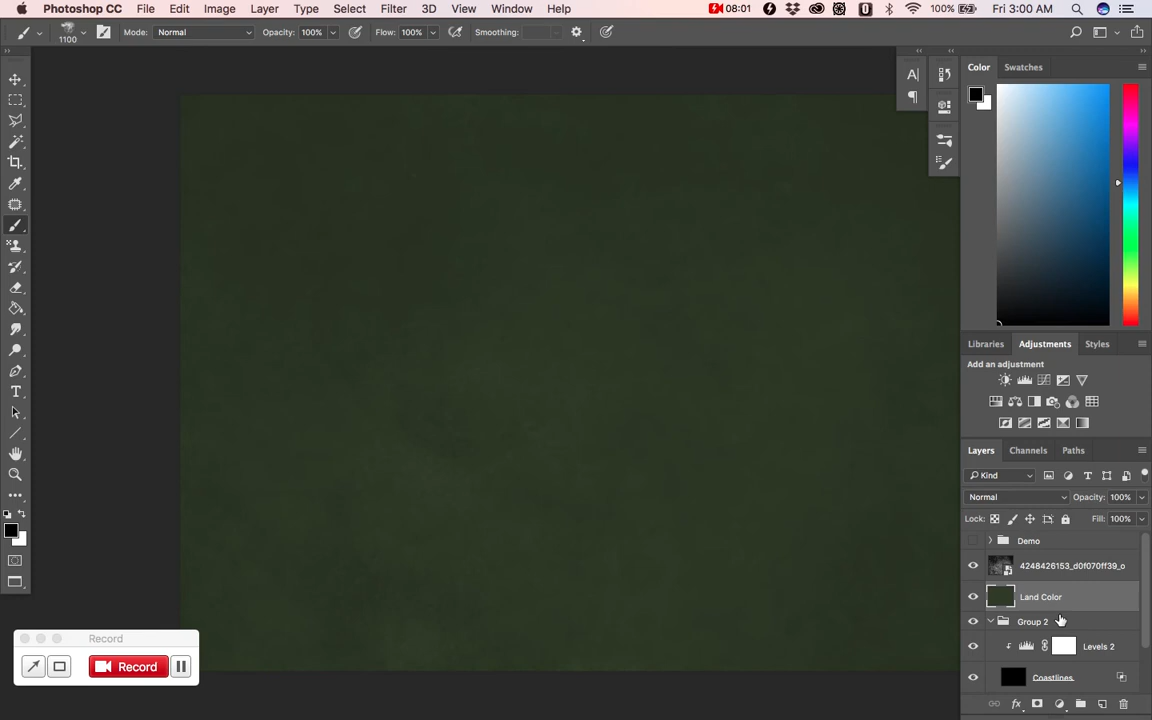 Photoshop CC File Edit Image Layer Type Select Filter 3D View Window Help 08:01 100% Fri 3:00 AM
1100 Mode: Normal Opacity: 100% Flow: 100% Smoothing:
Color Swatches
Libraries Adjustments Styles
Add an adjustment
Layers Channels Paths
Kind
Normal Opacity: 100%
Lock: Fill: 100%
Demo
4248426153_d0f070ff39_o
Land Color
Group 2
Levels 2
Coastlines
fx
Record
Record